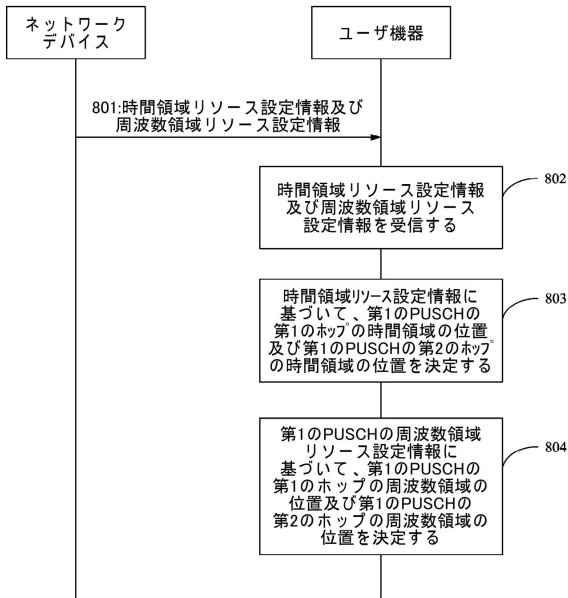 ネットワーク
デバイス
ユーザ機器
801:時間領域リソース設定情報及び
周波数領域リソース設定情報
802
時間領域リソース設定情報
及び周波数領域リソース
設定情報を受信する
803
時間領域ﾘｿｰｽ設定情報に
基づいて、第1のPUSCHの
第1のﾎｯﾌﾟの時間領域の位置
及び第1のPUSCHの第2のﾎｯﾌﾟ
の時間領域の位置を決定する
804
第1のPUSCHの周波数領域
リソース設定情報に
基づいて、第1のPUSCHの
第1のホップの周波数領域の
位置及び第1のPUSCHの
第2のホップの周波数領域の
位置を決定する